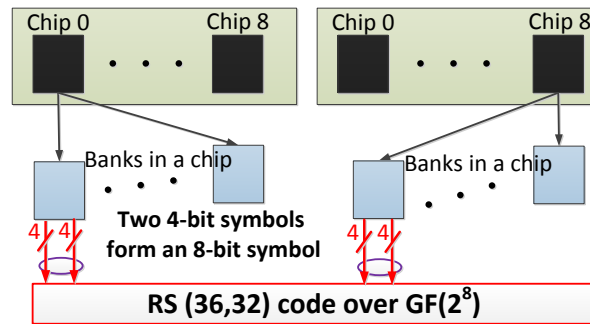 Chip 0 Chip 8 Chip 0 Chip 8
Banks in a chip Banks in a chip
Two 4-bit symbols
form an 8-bit symbol
4 4 4 4
RS (36,32) code over GF(2⁸)